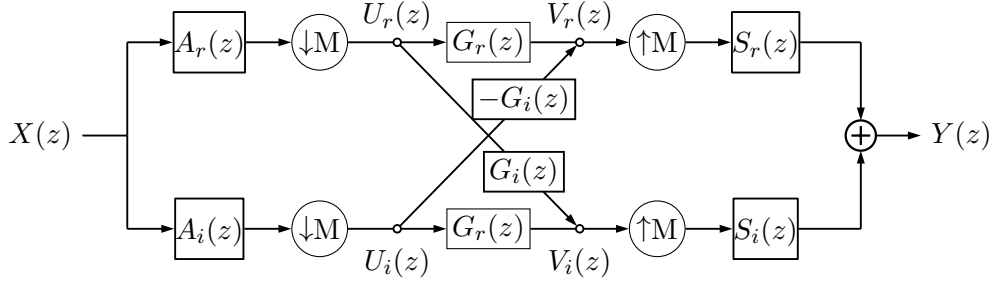 U_r(z) V_r(z)
A_r(z) ↓M G_r(z) ↑M S_r(z)
−G_i(z)
X(z) + Y(z)
G_i(z)
A_i(z) ↓M G_r(z) ↑M S_i(z)
U_i(z) V_i(z)